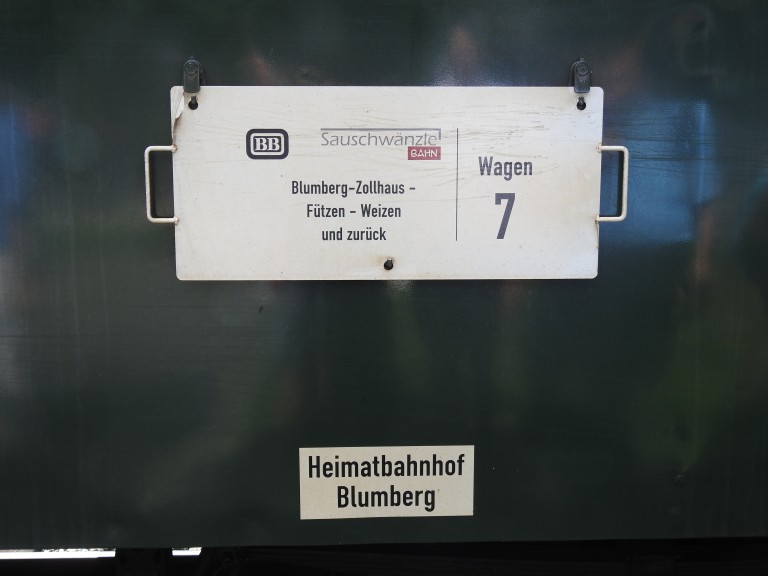 BB
Sauschwänzle
BAHN
Blumberg-Zollhaus -
Fützen - Weizen
und zurück
Wagen
7
Heimatbahnhof
Blumberg